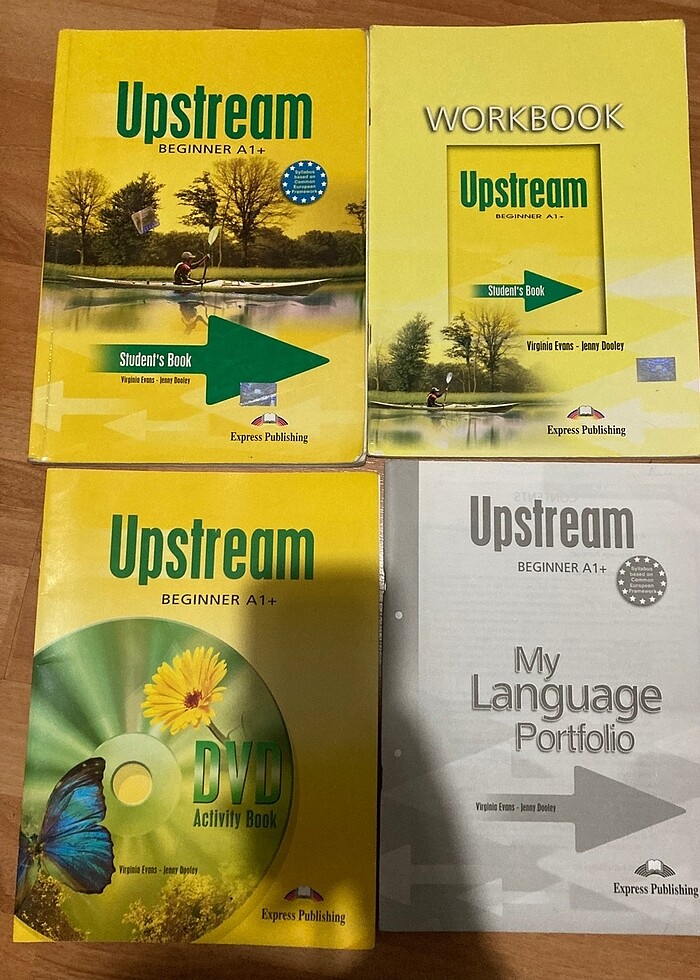 Upstream
BEGINNER A1+
Syllabus
based on
Common
European
Framework
Student's Book
Virginia Evans - Jenny Dooley
Express Publishing
WORKBOOK
Upstream
BEGINNER A1+
Student's Book
Virginia Evans - Jenny Dooley
Express Publishing
Upstream
BEGINNER A1+
DVD
Activity Book
Virginia Evans - Jenny Dooley
Express Publishing
CONTENTS
Upstream
BEGINNER A1+
Syllabus
based on
Common
European
Framework
My
Language
Portfolio
Virginia Evans - Jenny Dooley
Express Publishing